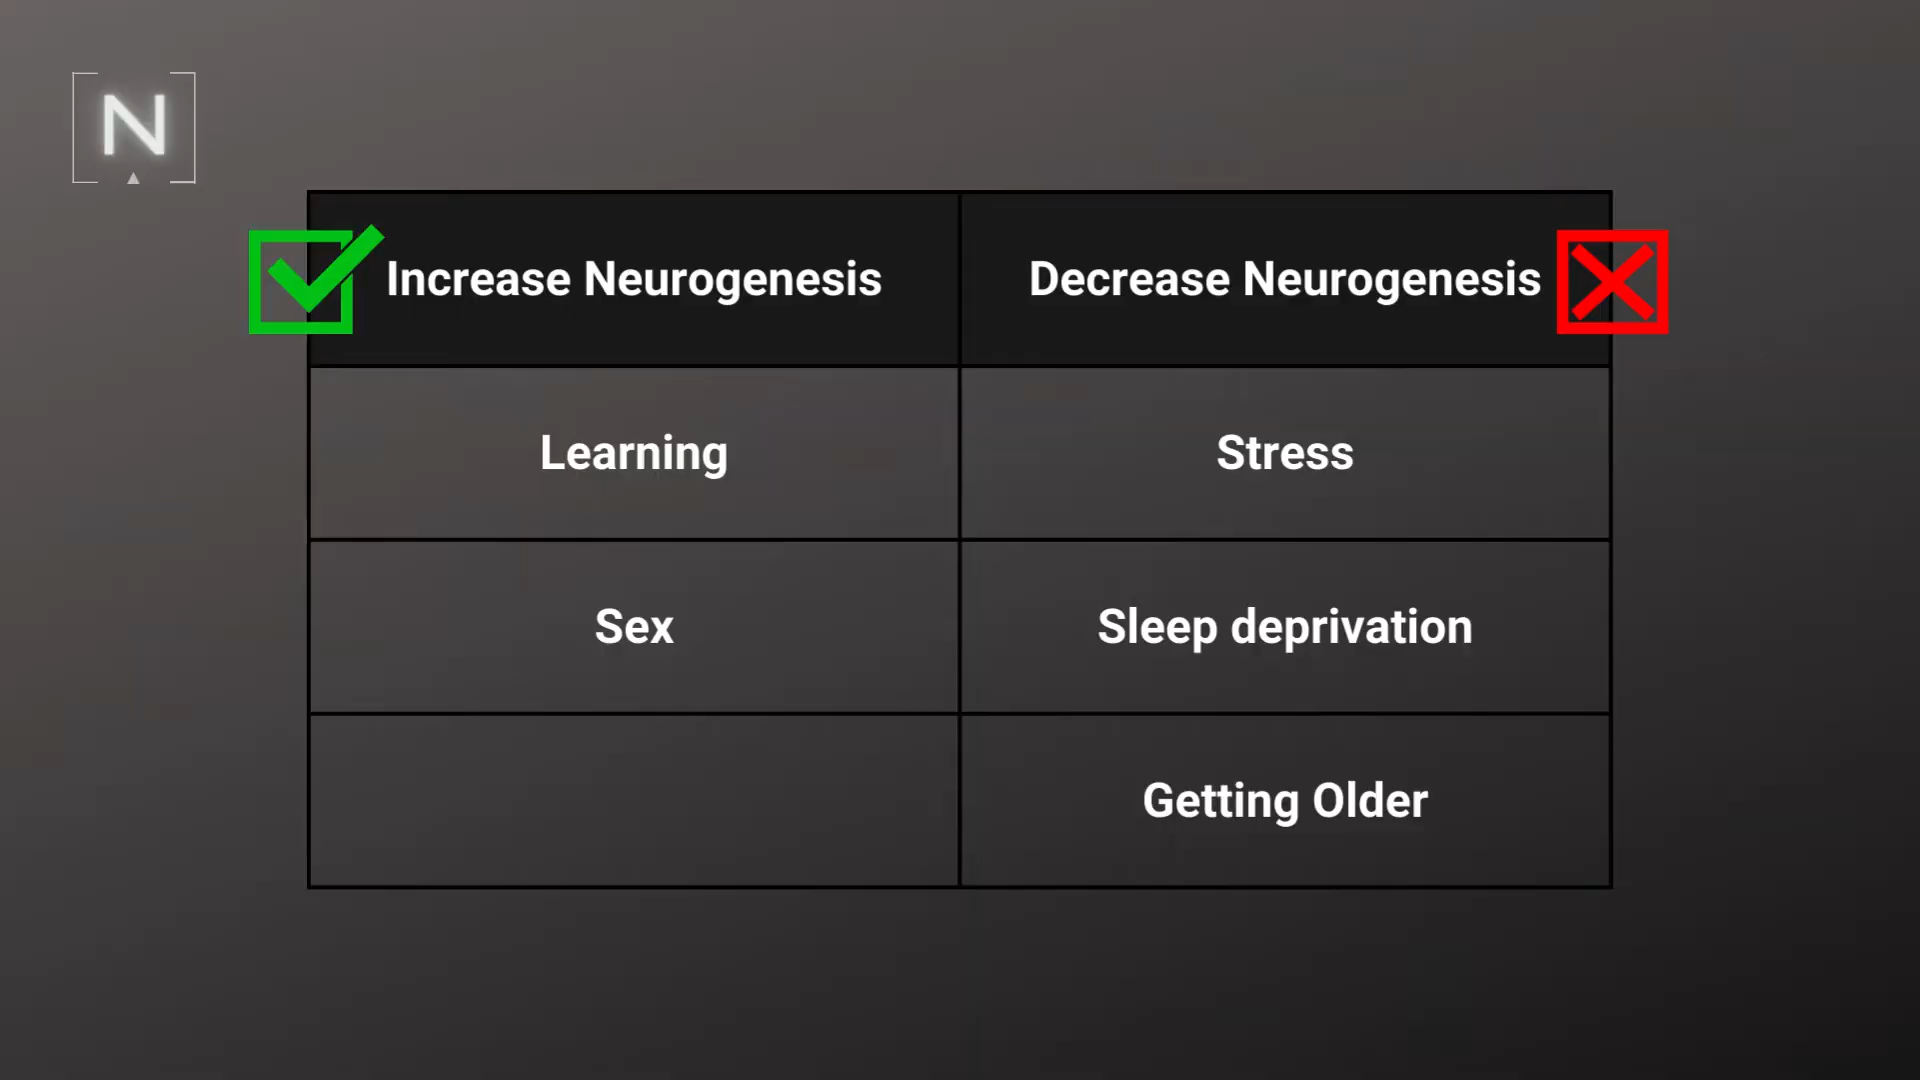 N
Increase Neurogenesis
Decrease Neurogenesis
Learning
Stress
Sex
Sleep deprivation
Getting Older